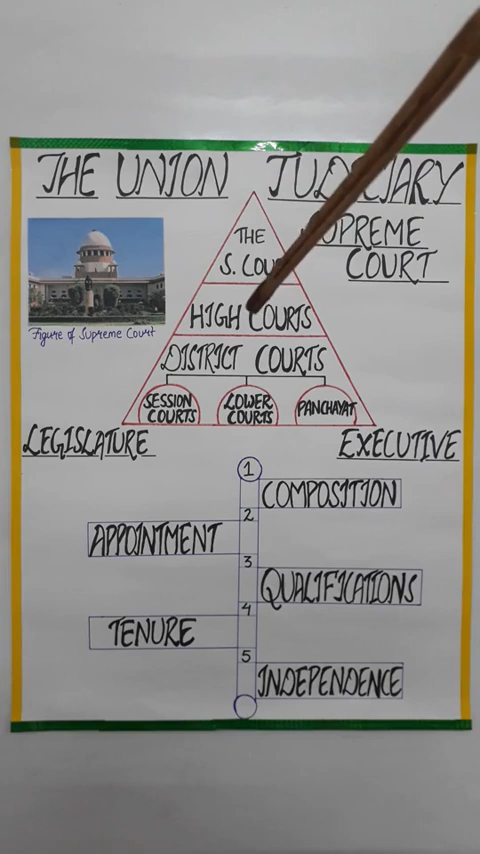 THE UNION JUDICIARY
SUPREME
COURT
THE
S. COURT
Figure of Supreme Court
HIGH COURTS
DISTRICT COURTS
SESSION
COURTS
LOWER
COURTS
PANCHAYAT
LEGISLATURE
EXECUTIVE
1
COMPOSITION
2
APPOINTMENT
3
QUALIFICATIONS
4
TENURE
5
INDEPENDENCE